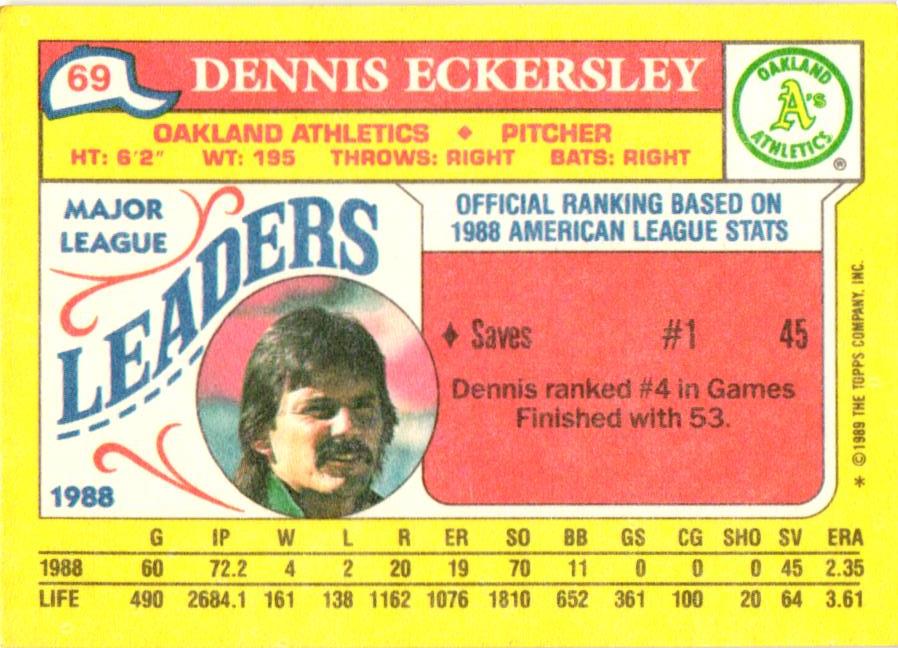 69 DENNIS ECKERSLEY
OAKLAND ATHLETICS ♦ PITCHER
HT: 6'2" WT: 195 THROWS: RIGHT BATS: RIGHT
OAKLAND
A's
ATHLETICS
®
MAJOR
LEAGUE
LEADERS
1988
OFFICIAL RANKING BASED ON
1988 AMERICAN LEAGUE STATS
♦ Saves #1 45
Dennis ranked #4 in Games
Finished with 53.
* ©1989 THE TOPPS COMPANY, INC.
G IP W L R ER SO BB GS CG SHO SV ERA
1988 60 72.2 4 2 20 19 70 11 0 0 0 45 2.35
LIFE 490 2684.1 161 138 1162 1076 1810 652 361 100 20 64 3.61